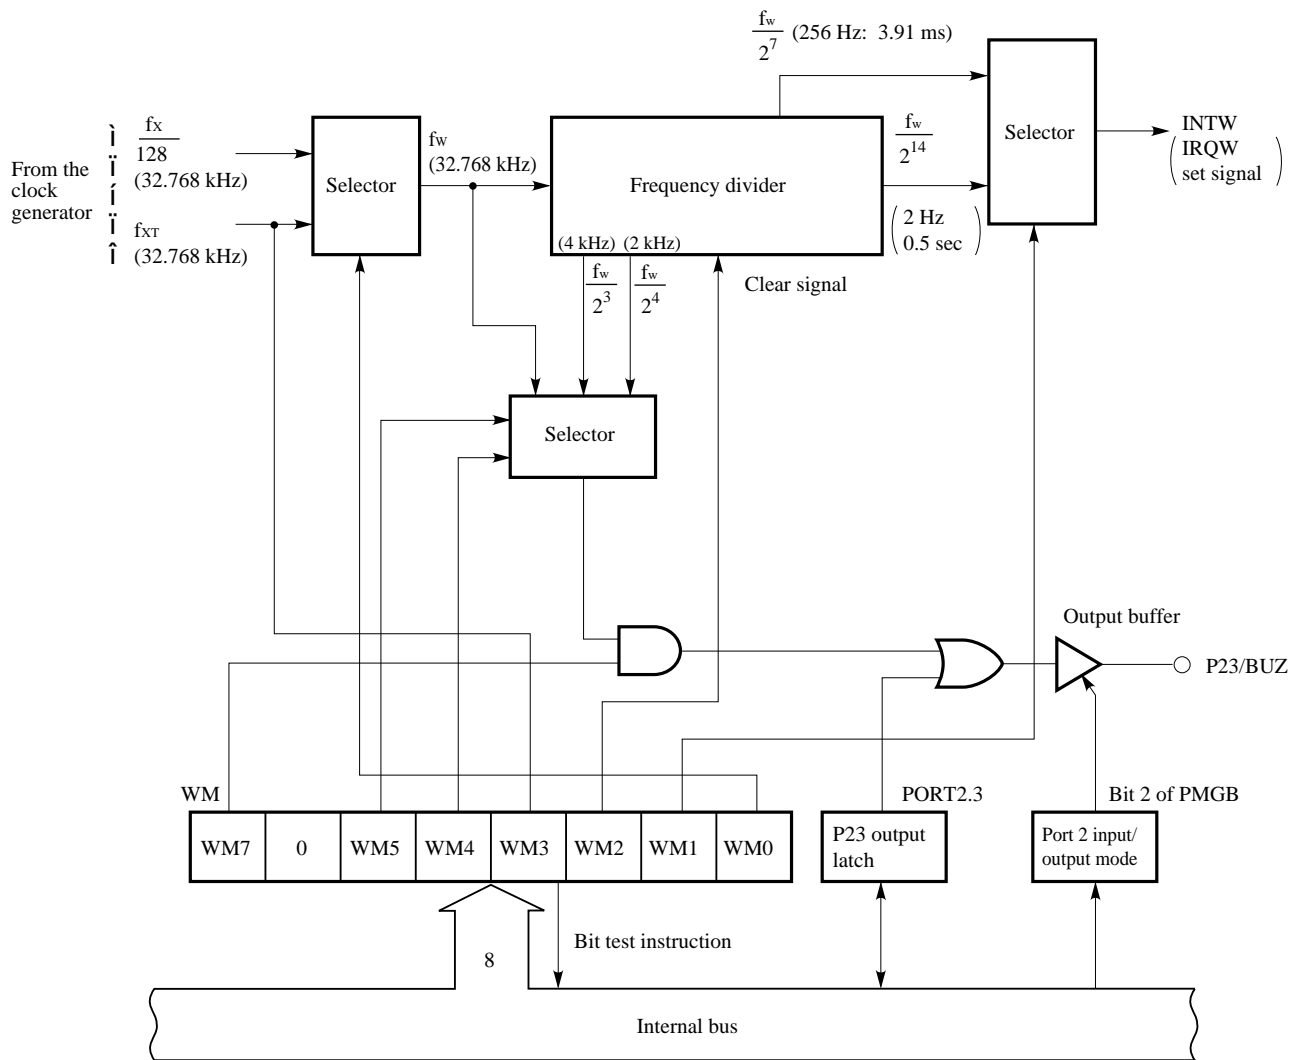 fw
2^7 (256 Hz: 3.91 ms)
From the
clock
generator
ì
ï
í
ï
î
fX
128
(32.768 kHz)
fXT
(32.768 kHz)
Selector
fW
(32.768 kHz)
Frequency divider
(4 kHz) (2 kHz)
fw
2^14
(2 Hz
0.5 sec)
Selector
INTW
(IRQW
set signal)
fw
2^3
fw
2^4
Clear signal
Selector
Output buffer
P23/BUZ
WM
WM7 0 WM5 WM4 WM3 WM2 WM1 WM0
PORT2.3
P23 output
latch
Bit 2 of PMGB
Port 2 input/
output mode
8
Bit test instruction
Internal bus